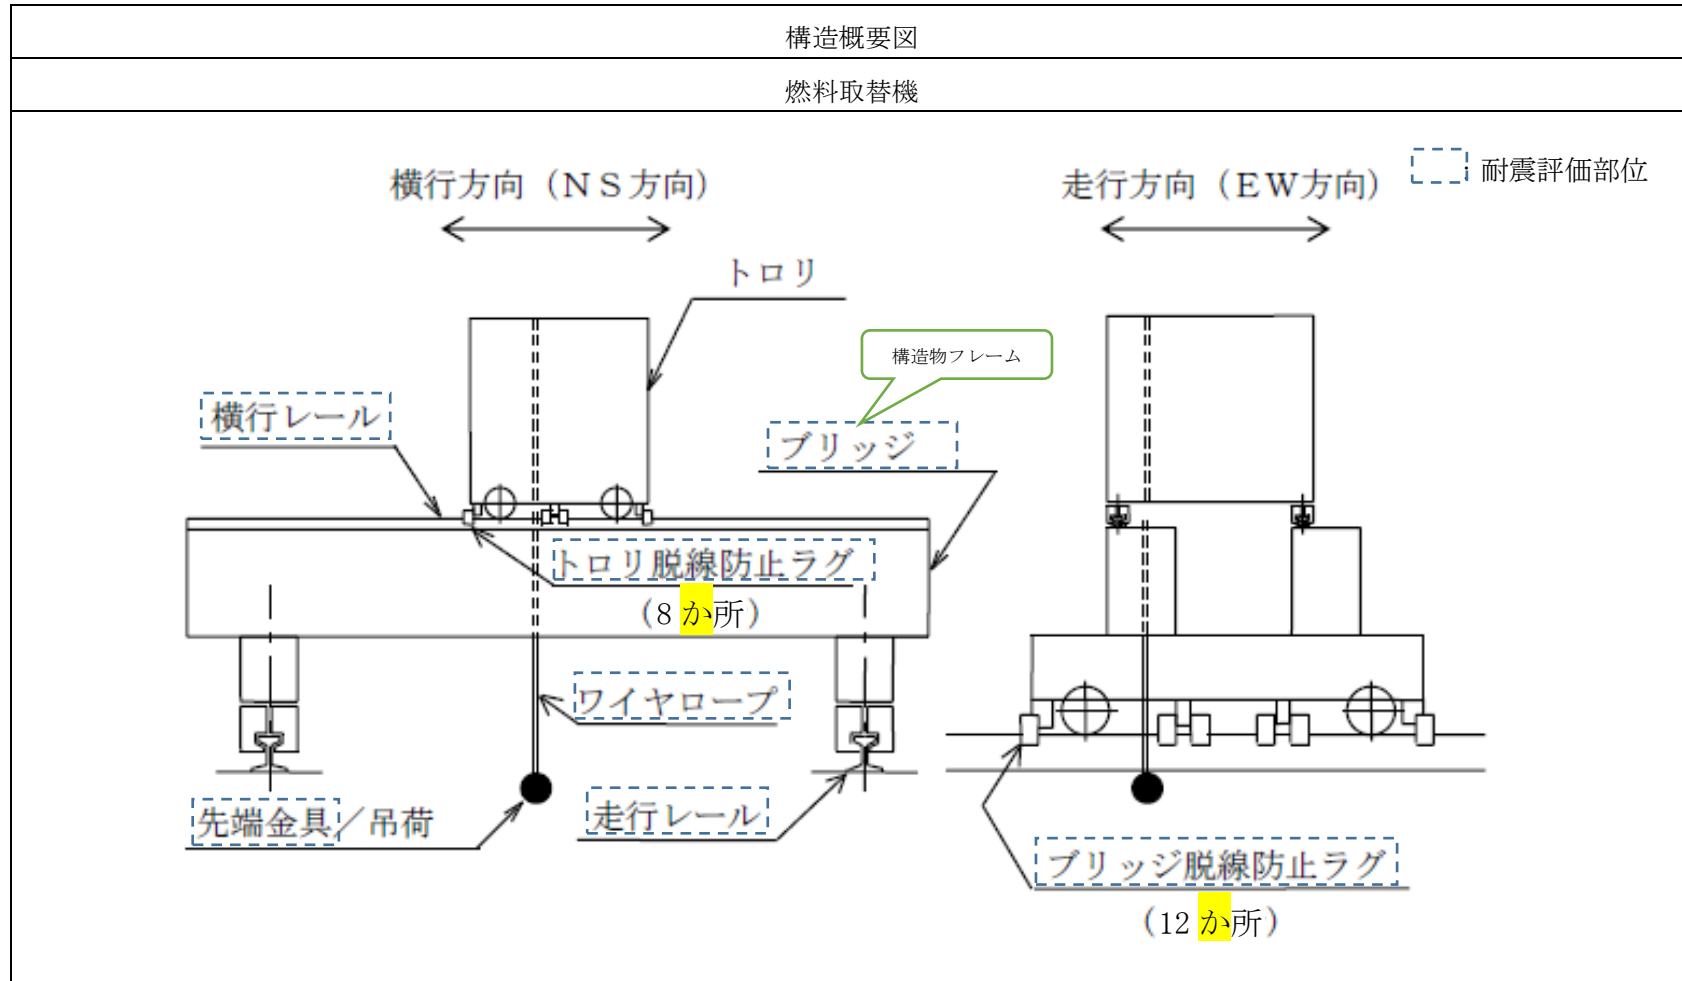 構造概要図
燃料取替機
耐震評価部位
横行方向（ＮＳ方向）
走行方向（ＥＷ方向）
トロリ
構造物フレーム
横行レール
ブリッジ
トロリ脱線防止ラグ
（8か所）
ワイヤロープ
先端金具／吊荷
走行レール
ブリッジ脱線防止ラグ
（12か所）